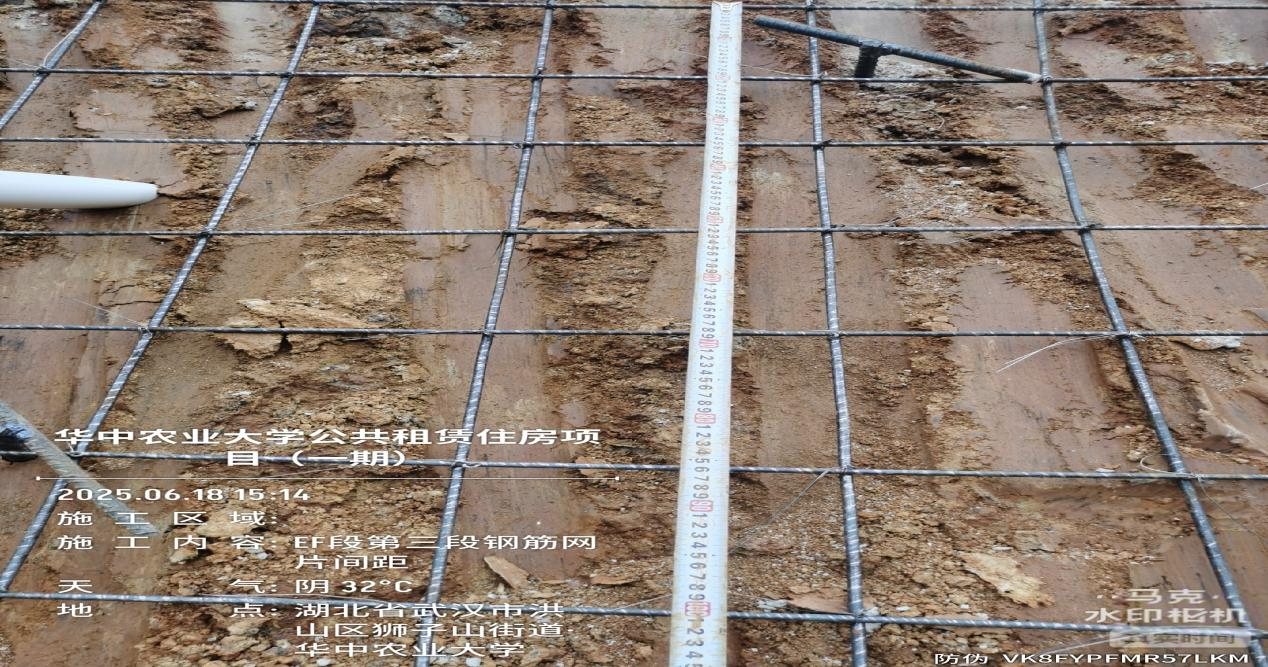 华中农业大学公共租赁住房项
目（一期）
2025.06.18 15:14
施工区域:
施工内容: EF段第三段钢筋网
片间距
天气: 阴 32°C
地点: 湖北省武汉市洪
山区狮子山街道·
华中农业大学
马克
水印相机
真实时间
防伪 VK8EYPFMR57LKM